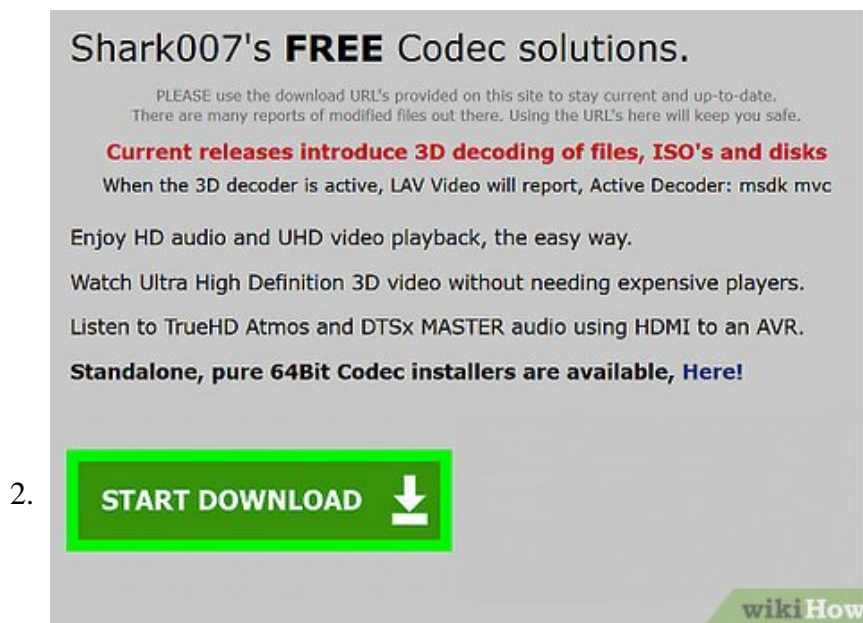 Shark007's FREE Codec solutions.
PLEASE use the download URL's provided on this site to stay current and up-to-date.
There are many reports of modified files out there. Using the URL's here will keep you safe.
Current releases introduce 3D decoding of files, ISO's and disks
When the 3D decoder is active, LAV Video will report, Active Decoder: msdk mvc
Enjoy HD audio and UHD video playback, the easy way.
Watch Ultra High Definition 3D video without needing expensive players.
Listen to TrueHD Atmos and DTSx MASTER audio using HDMI to an AVR.
Standalone, pure 64Bit Codec installers are available, Here!
2.
START DOWNLOAD
wikiHow